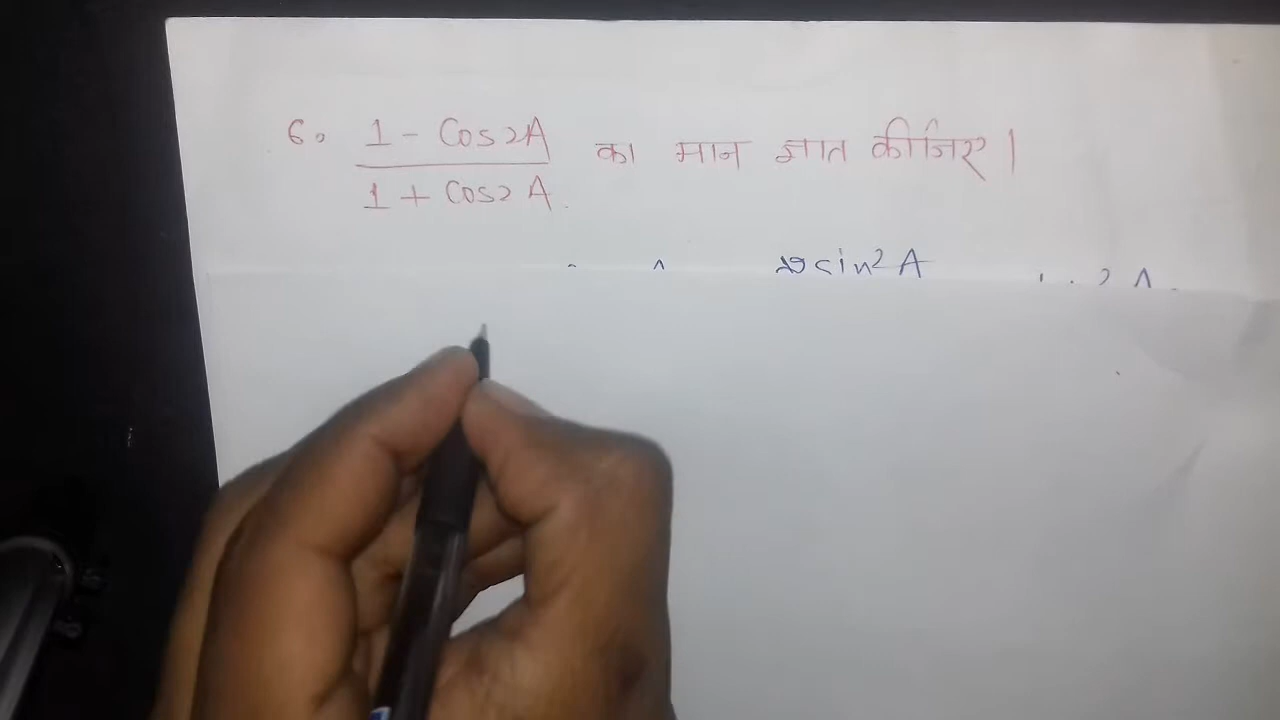 6. 1 - Cos2A
1 + Cos2A का मान ज्ञात कीजिए।
sin²A